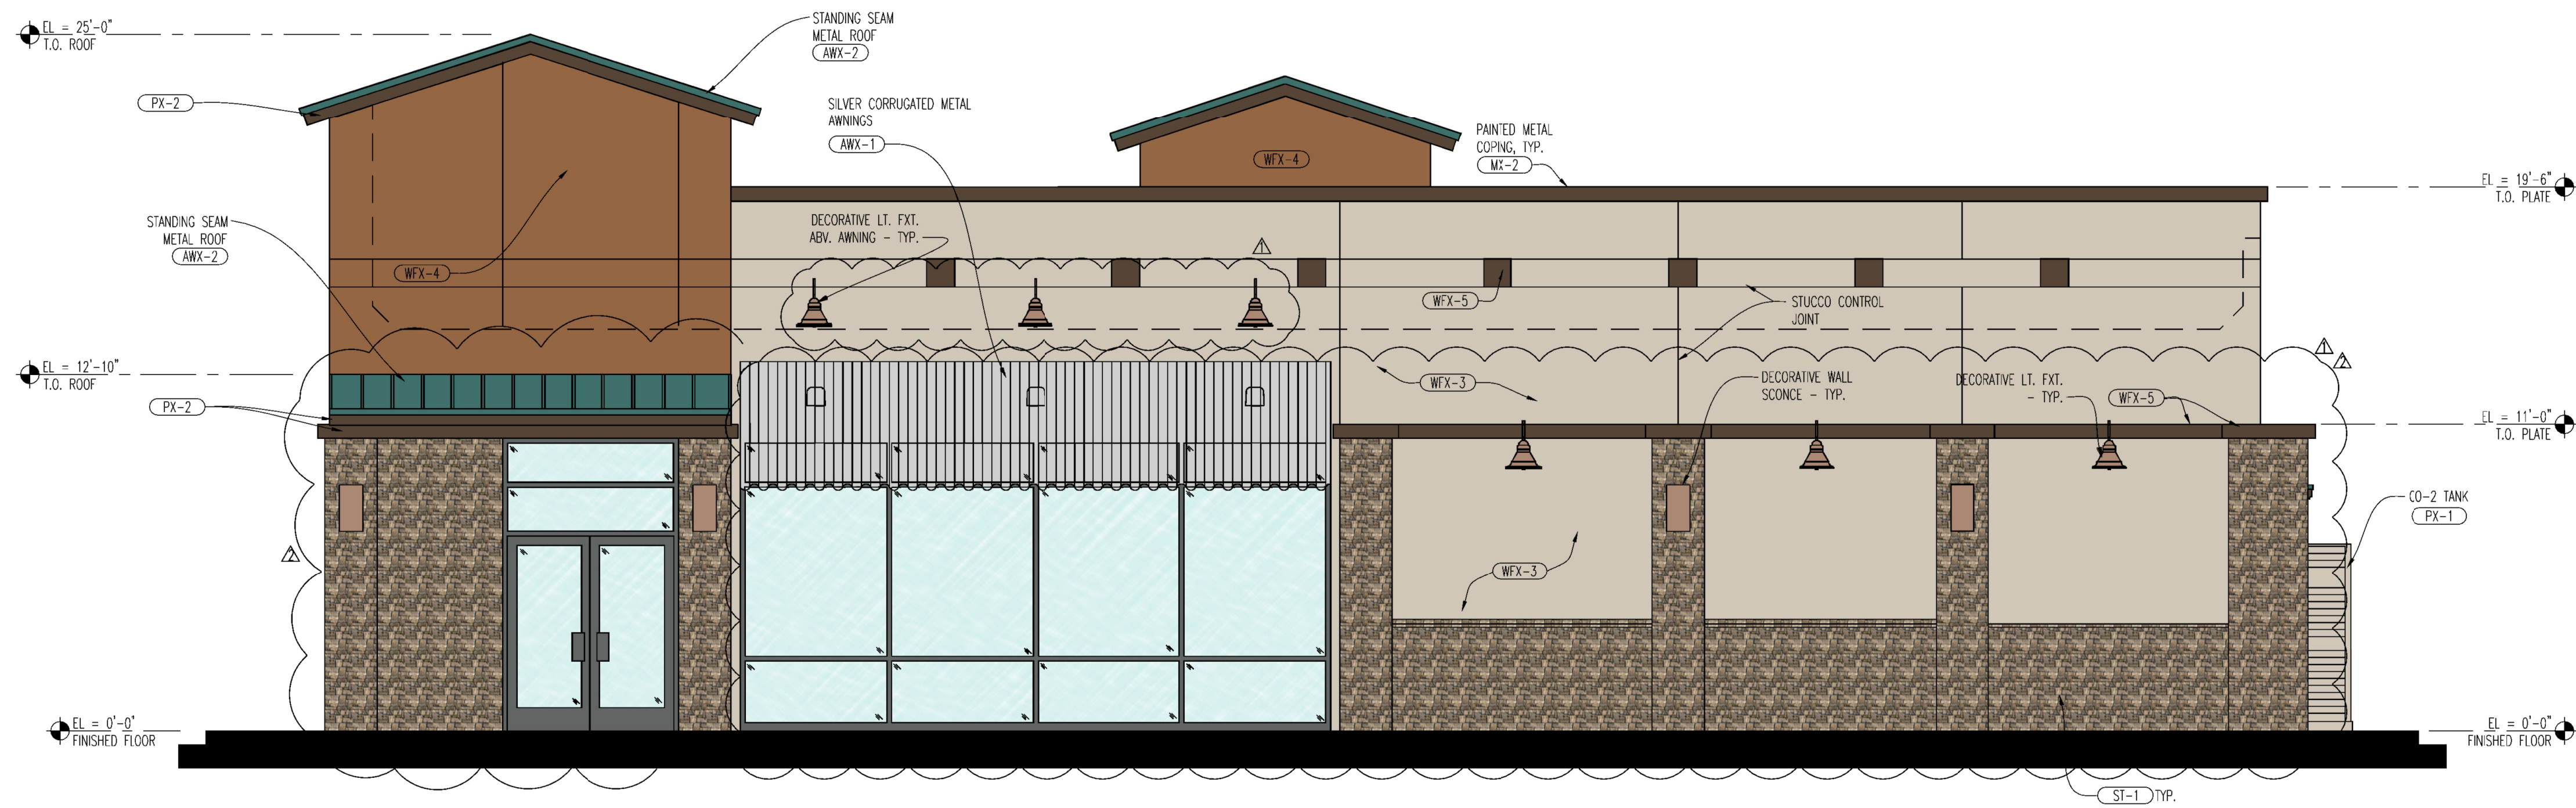 EL = 25'-0"
T.O. ROOF
STANDING SEAM
METAL ROOF
AWX-2
PX-2
SILVER CORRUGATED METAL
AWNINGS
AWX-1
WFX-4
PAINTED METAL
COPING, TYP.
MX-2
EL = 19'-6"
T.O. PLATE
STANDING SEAM
METAL ROOF
AWX-2
DECORATIVE LT. FXT.
ABV. AWNING - TYP.
1
WFX-4
WFX-5
STUCCO CONTROL
JOINT
1
2
EL = 12'-10"
T.O. ROOF
PX-2
WFX-3
DECORATIVE WALL
SCONCE - TYP.
DECORATIVE LT. FXT.
- TYP.
WFX-5
EL = 11'-0"
T.O. PLATE
CO-2 TANK
PX-1
2
WFX-3
EL = 0'-0'
FINISHED FLOOR
EL = 0'-0"
FINISHED FLOOR
ST-1 TYP.